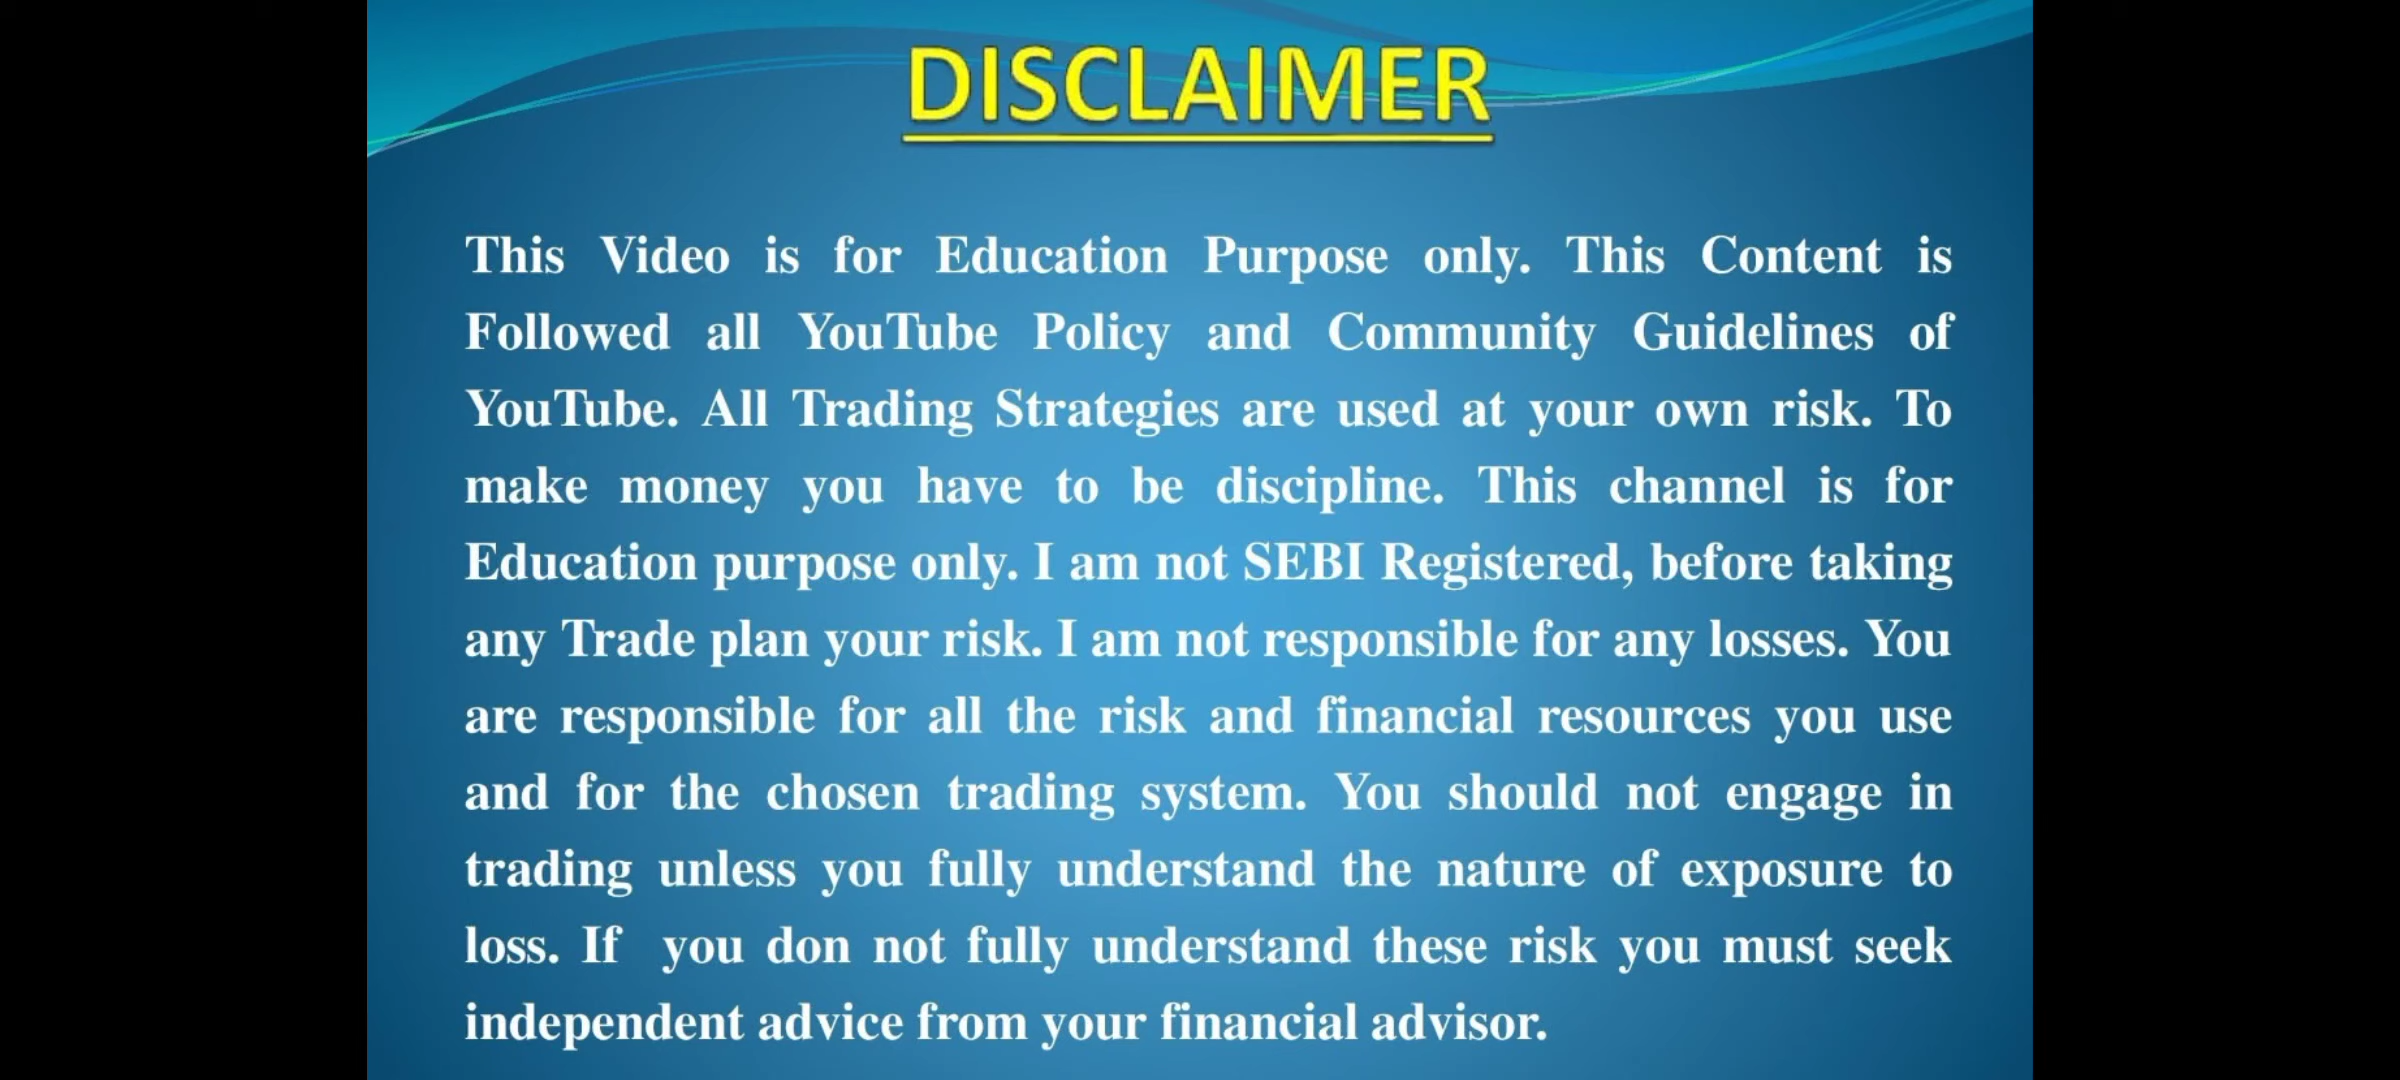 DISCLAIMER
This Video is for Education Purpose only. This Content is
Followed all YouTube Policy and Community Guidelines of
YouTube. All Trading Strategies are used at your own risk. To
make money you have to be discipline. This channel is for
Education purpose only. I am not SEBI Registered, before taking
any Trade plan your risk. I am not responsible for any losses. You
are responsible for all the risk and financial resources you use
and for the chosen trading system. You should not engage in
trading unless you fully understand the nature of exposure to
loss. If you don not fully understand these risk you must seek
independent advice from your financial advisor.